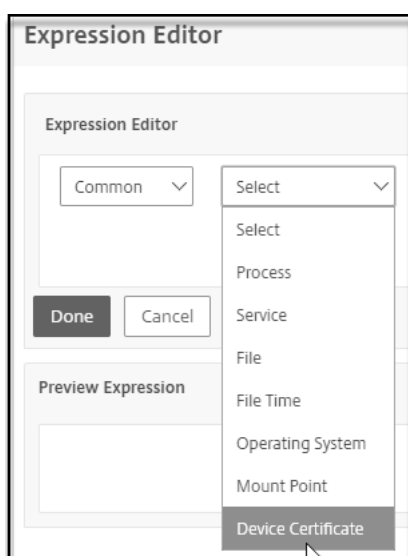 Expression Editor
Expression Editor
Common Select
Select
Process
Done Cancel Service
File
Preview Expression
File Time
Operating System
Mount Point
Device Certificate